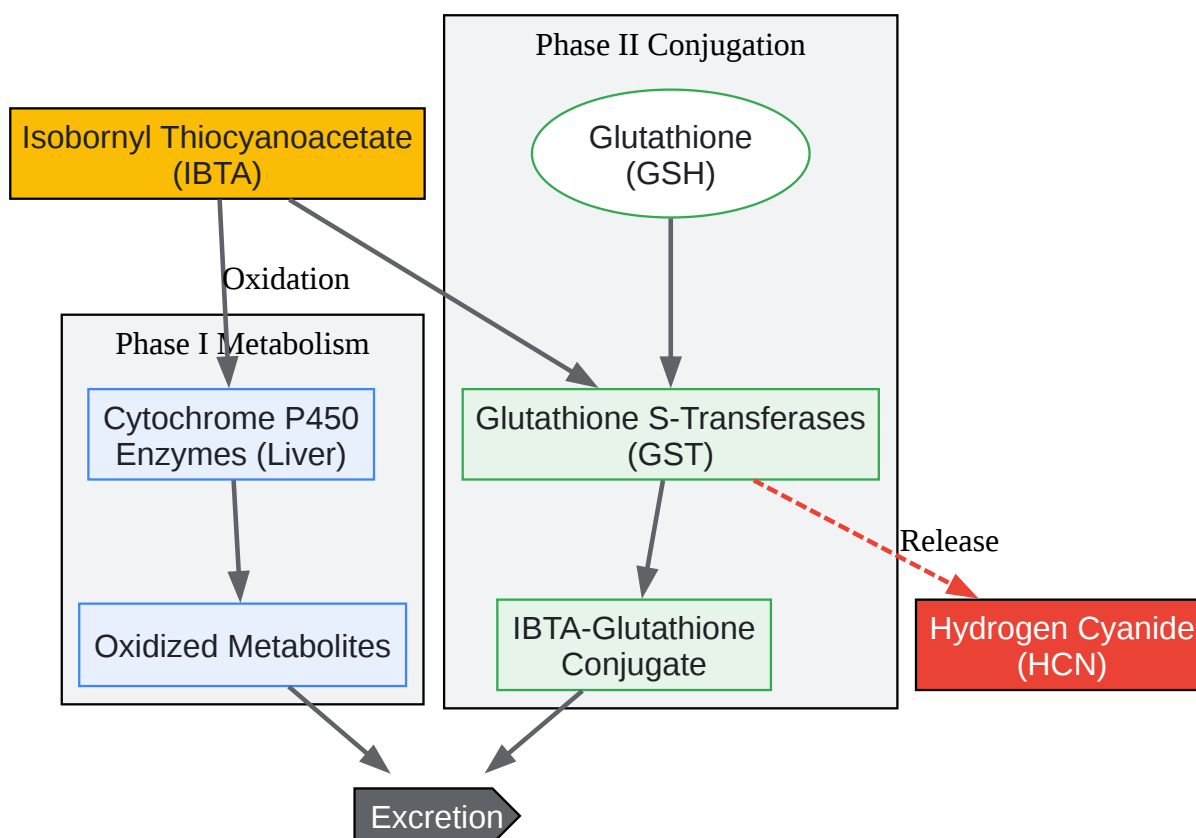 Phase II Conjugation
Isobornyl Thiocyanoacetate
(IBTA)
Glutathione
(GSH)
Oxidation
Phase I Metabolism
Cytochrome P450
Enzymes (Liver)
Glutathione S-Transferases
(GST)
Release
Oxidized Metabolites
IBTA-Glutathione
Conjugate
Hydrogen Cyanide
(HCN)
Excretion